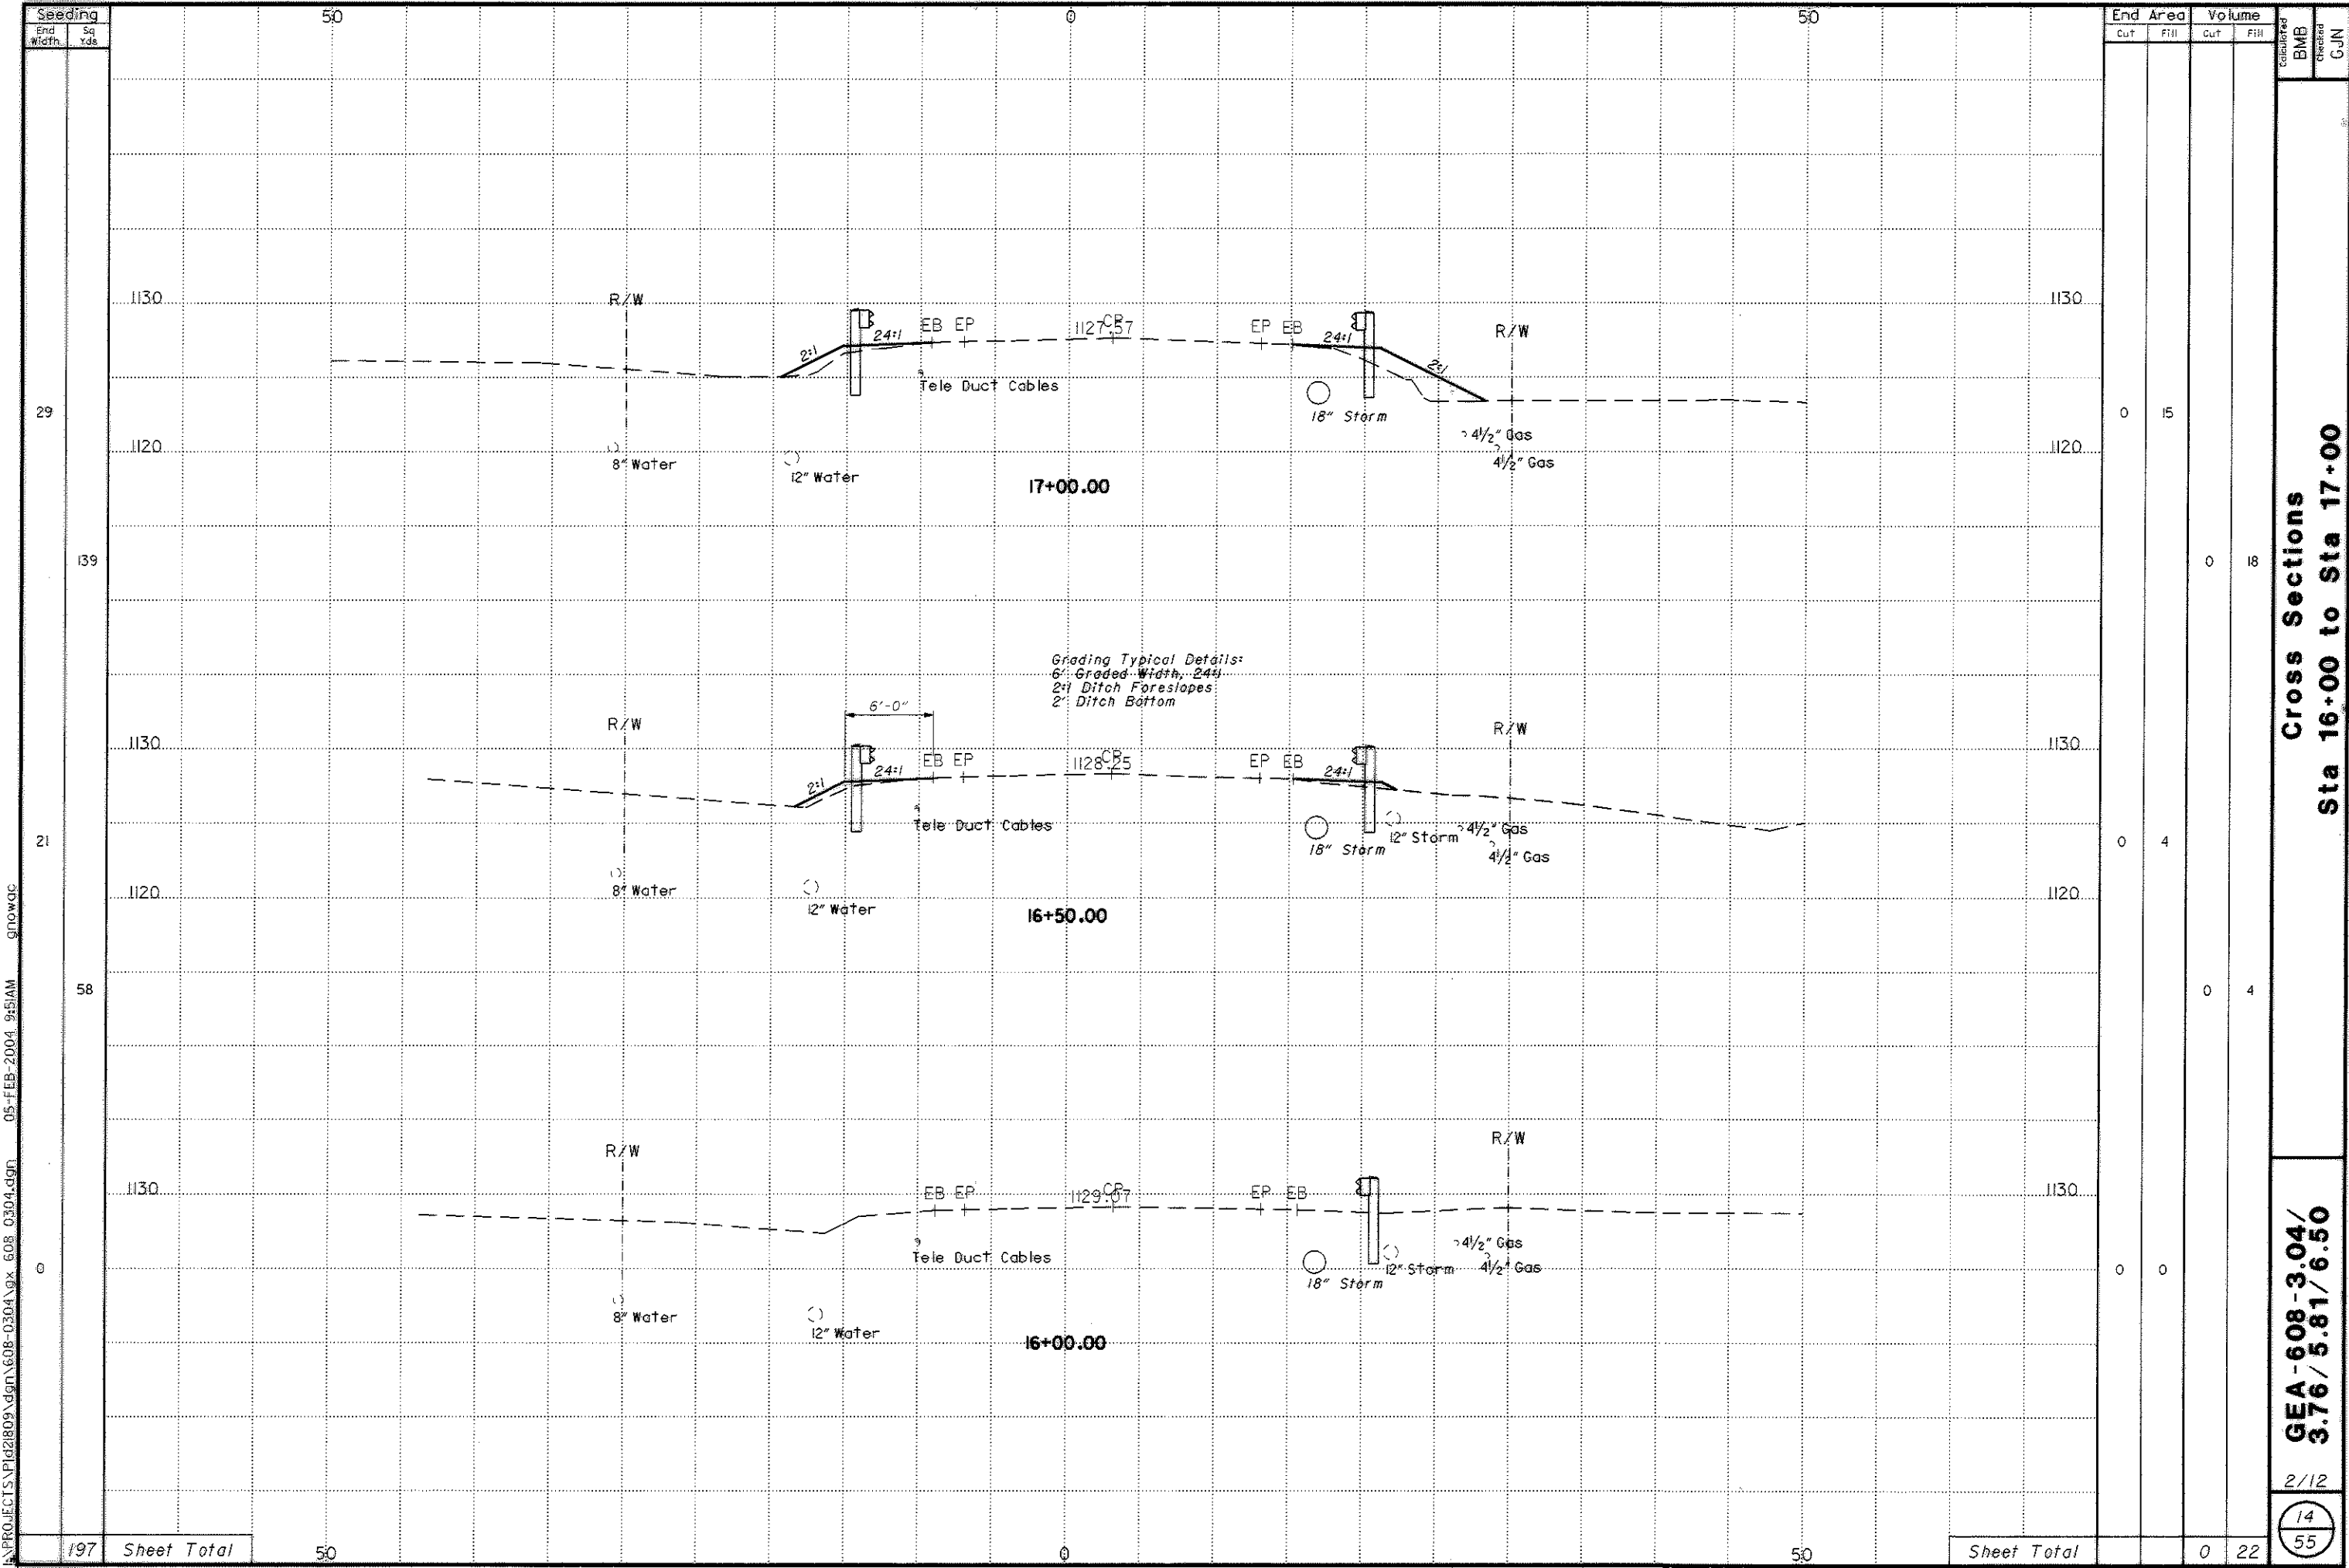 Seeding
End Width
Sq Yds
50
0
50
End Area
Volume
Cut
Fill
Cut
Fill
Calculated
BMB
Checked
GJN
1130
R/W
2:1
24:1
EB EP
CR
1127.57
EP EB
24:1
2:1
R/W
1130
Tele Duct Cables
18" Storm
29
0
15
4½" Gas
4½" Gas
1120
8" Water
12" Water
1120
17+00.00
139
0
18
Grading Typical Details:
6' Graded Width, 24:1
2:1 Ditch Foreslopes
2' Ditch Bottom
6'-0"
R/W
R/W
1130
2:1
24:1
EB EP
CR
1128.25
EP EB
24:1
1130
Tele Duct Cables
18" Storm
12" Storm
4½" Gas
4½" Gas
21
0
4
1120
8" Water
12" Water
1120
16+50.00
58
0
4
R/W
R/W
1130
EB EP
CR
1129.07
EP EB
1130
Tele Duct Cables
18" Storm
12" Storm
4½" Gas
4½" Gas
0
0
0
8" Water
12" Water
16+00.00
197
Sheet Total
50
0
50
Sheet Total
0
22
Cross Sections
Sta 16+00 to Sta 17+00
GEA-608-3.04/
3.76/5.81/6.50
2/12
14
55
05-FEB-2004 9:51AM
gnowac